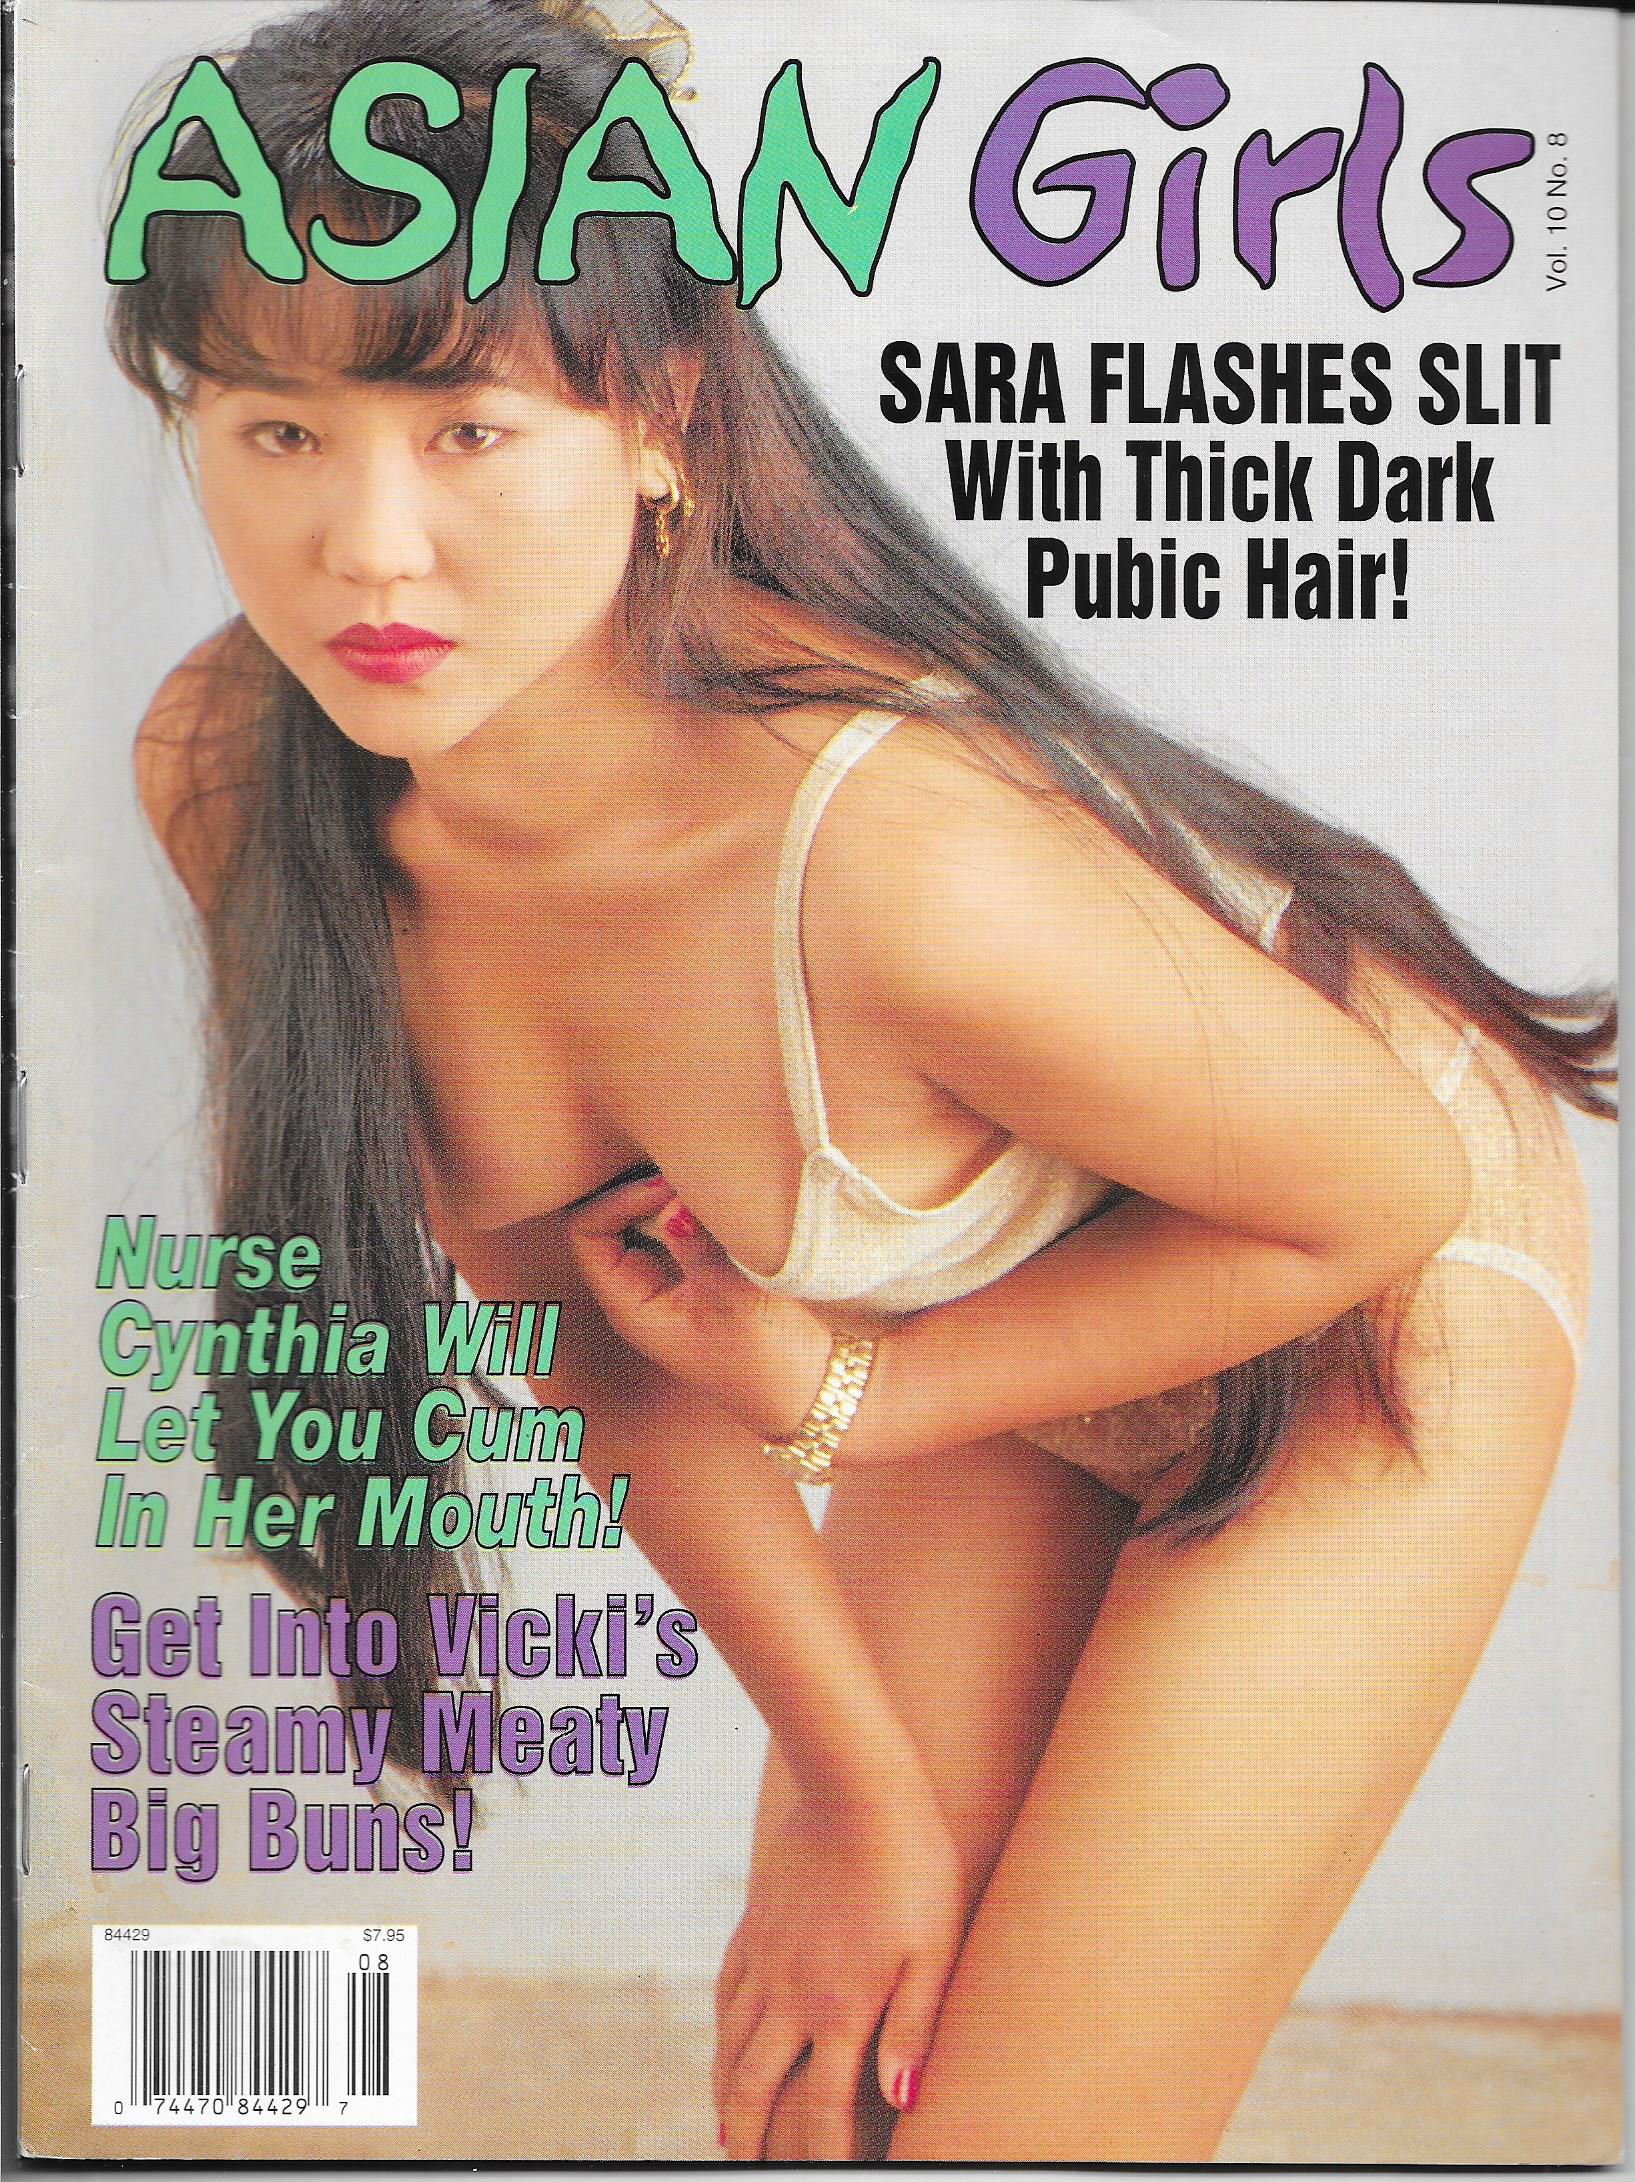 ASIAN Girls
Vol. 10 No. 8
SARA FLASHES SLIT
With Thick Dark
Pubic Hair!
Nurse
Cynthia Will
Let You Cum
In Her Mouth!
Get Into Vicki's
Steamy Meaty
Big Buns!
84429 $7.95
08
0 74470 84429 7